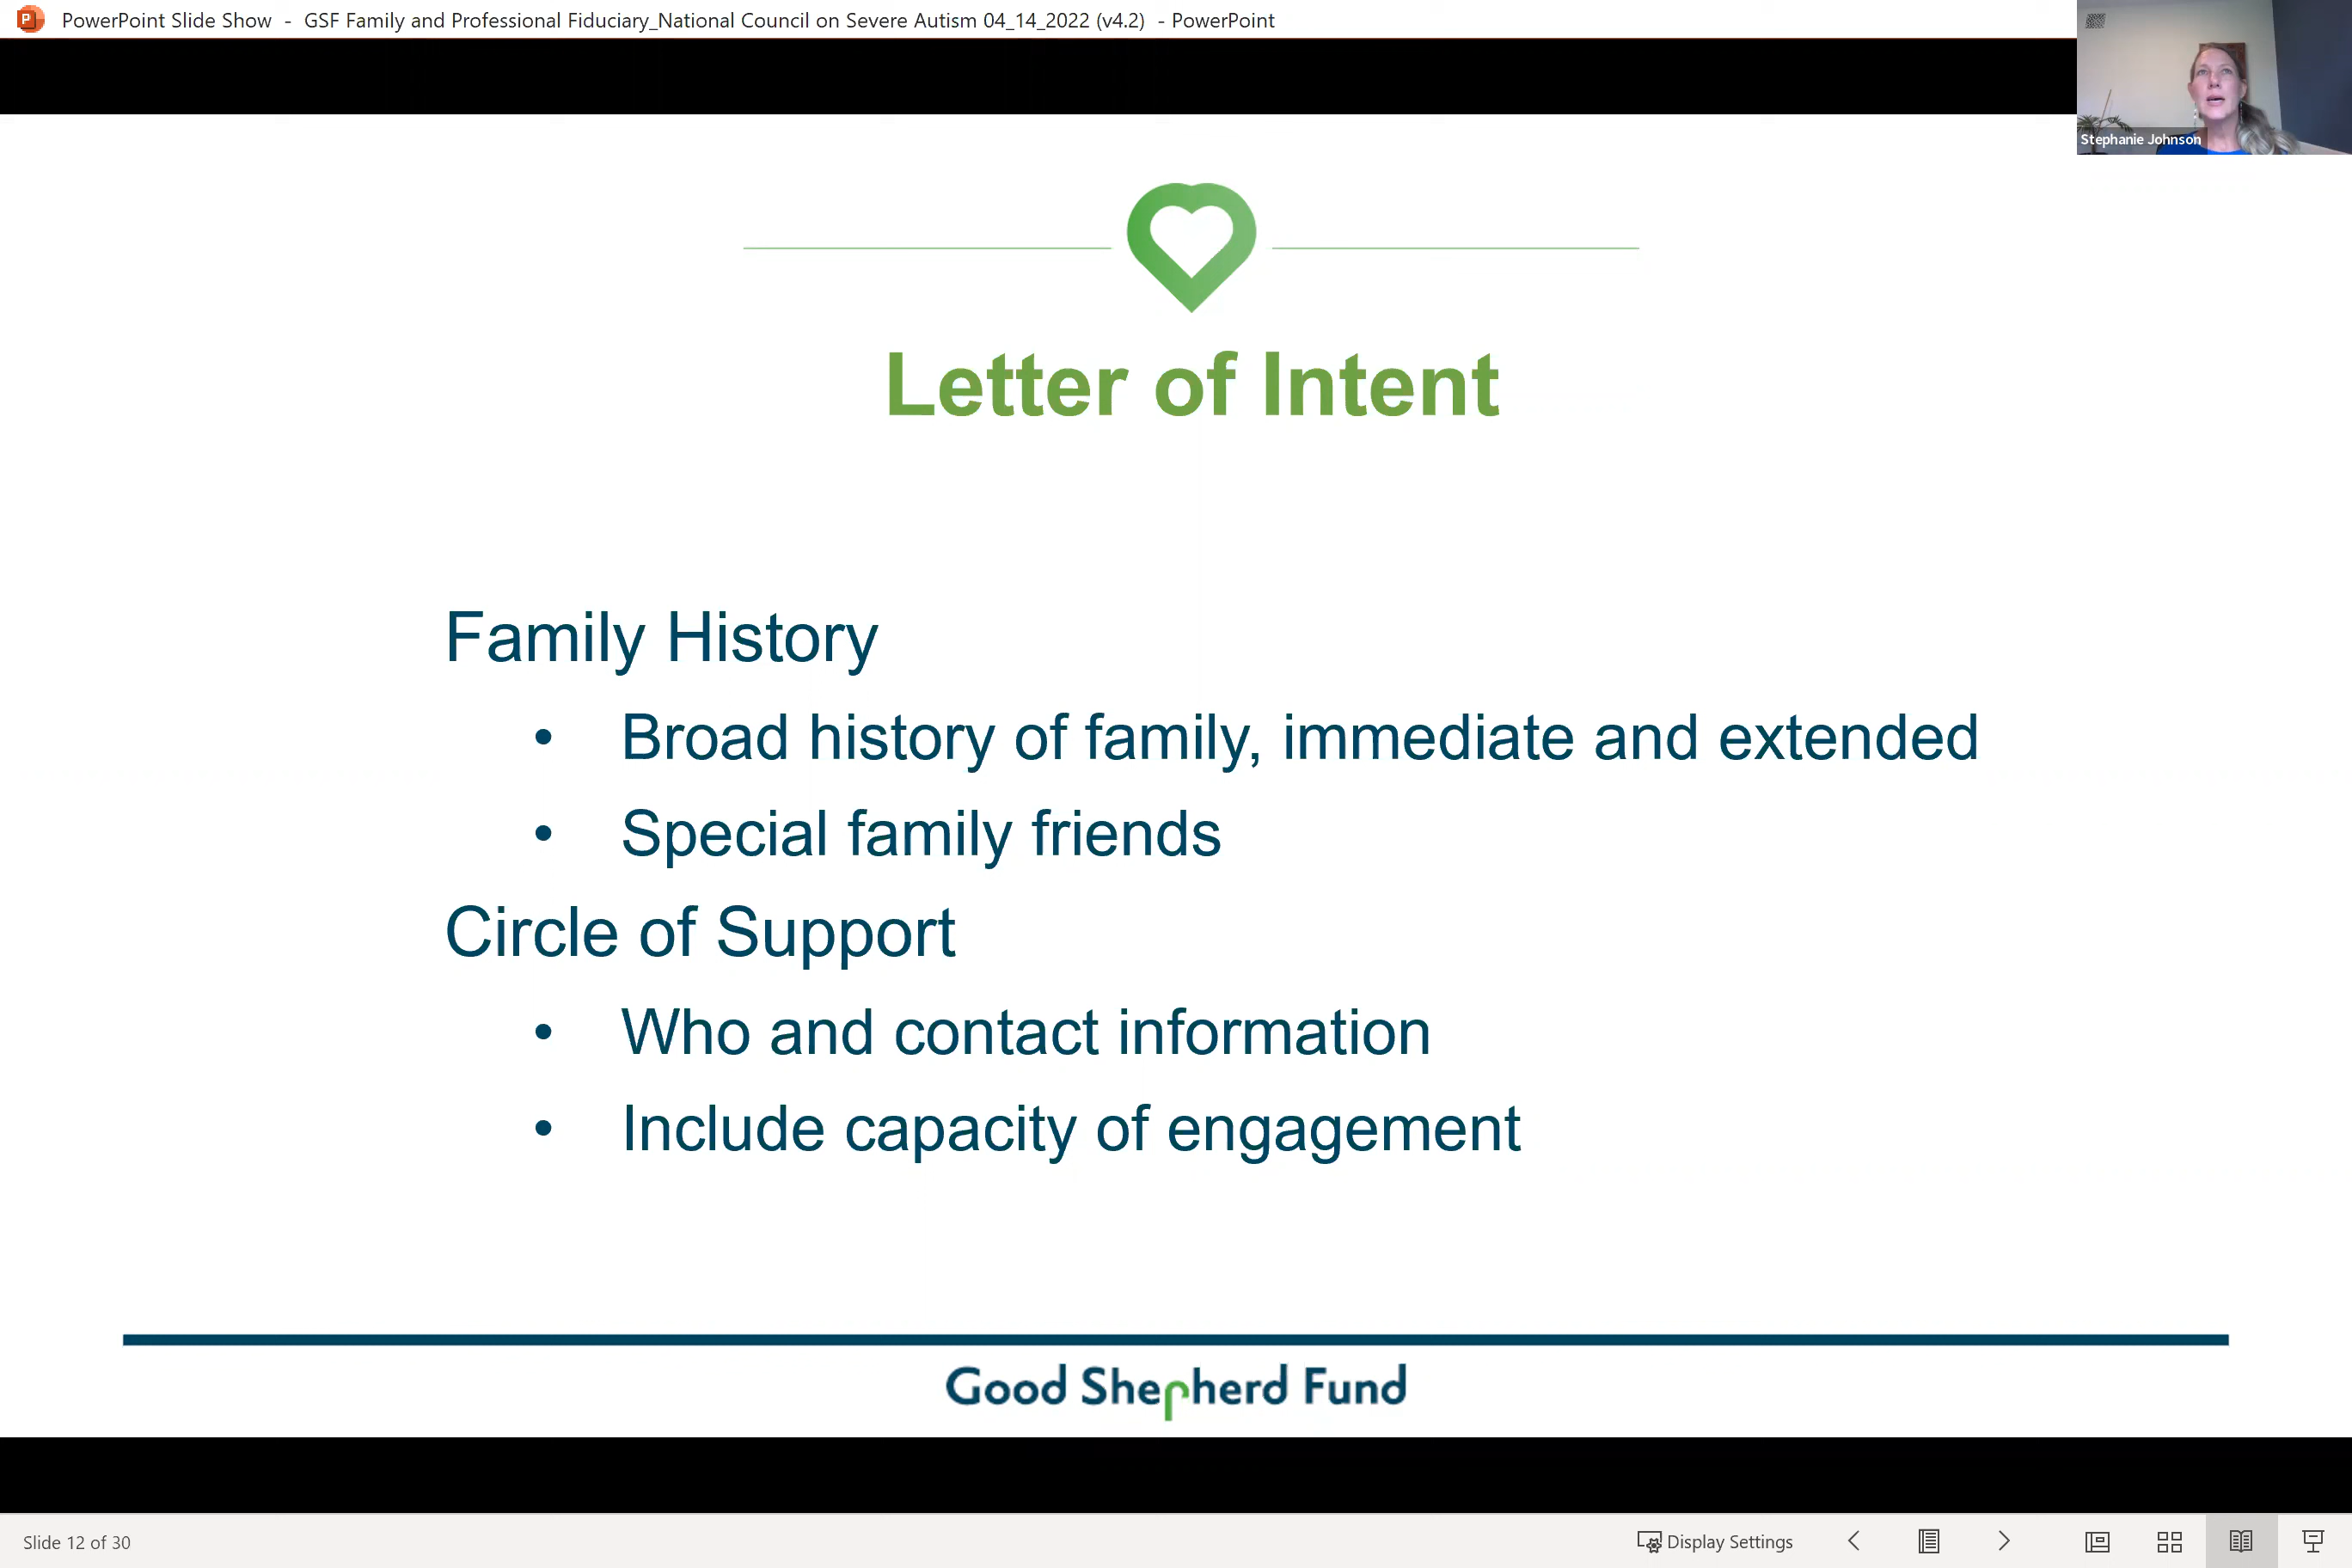 PowerPoint Slide Show - GSF Family and Professional Fiduciary_National Council on Severe Autism 04_14_2022 (v4.2) - PowerPoint
Stephanie Johnson
Letter of Intent
Family History
• Broad history of family, immediate and extended
• Special family friends
Circle of Support
• Who and contact information
• Include capacity of engagement
Good Shepherd Fund
Slide 12 of 30
Display Settings